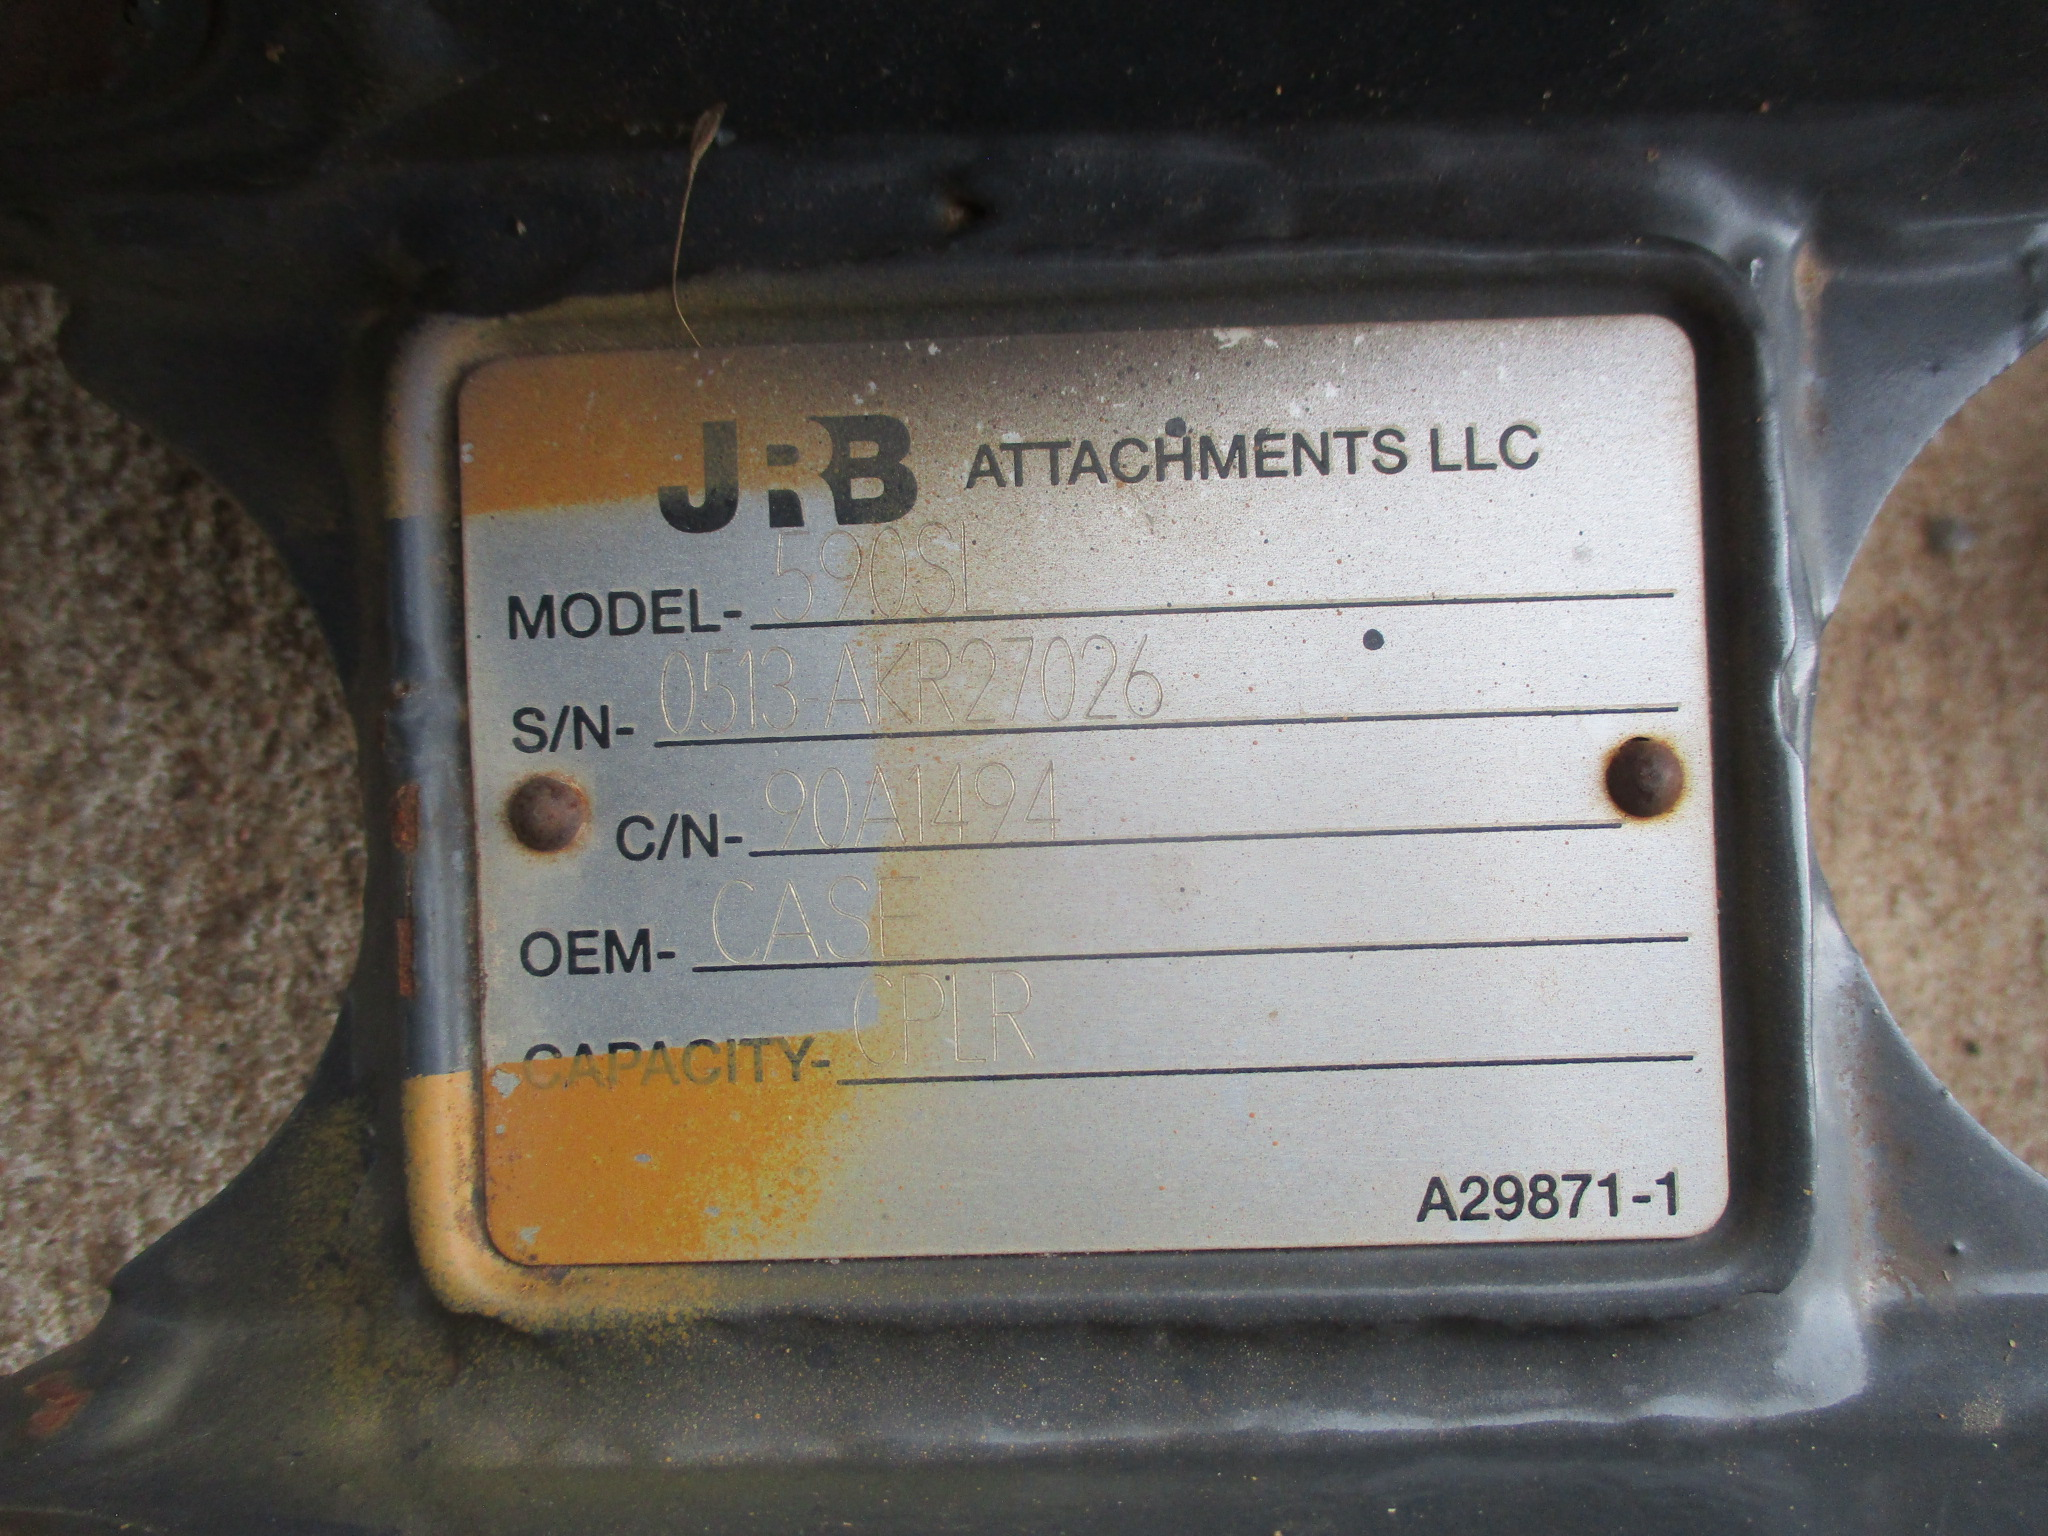 JRB ATTACHMENTS LLC
MODEL- 590SL
S/N- 0513-AKR27026
C/N- 90A1494
OEM- CASE
CAPACITY- CPLR
A29871-1